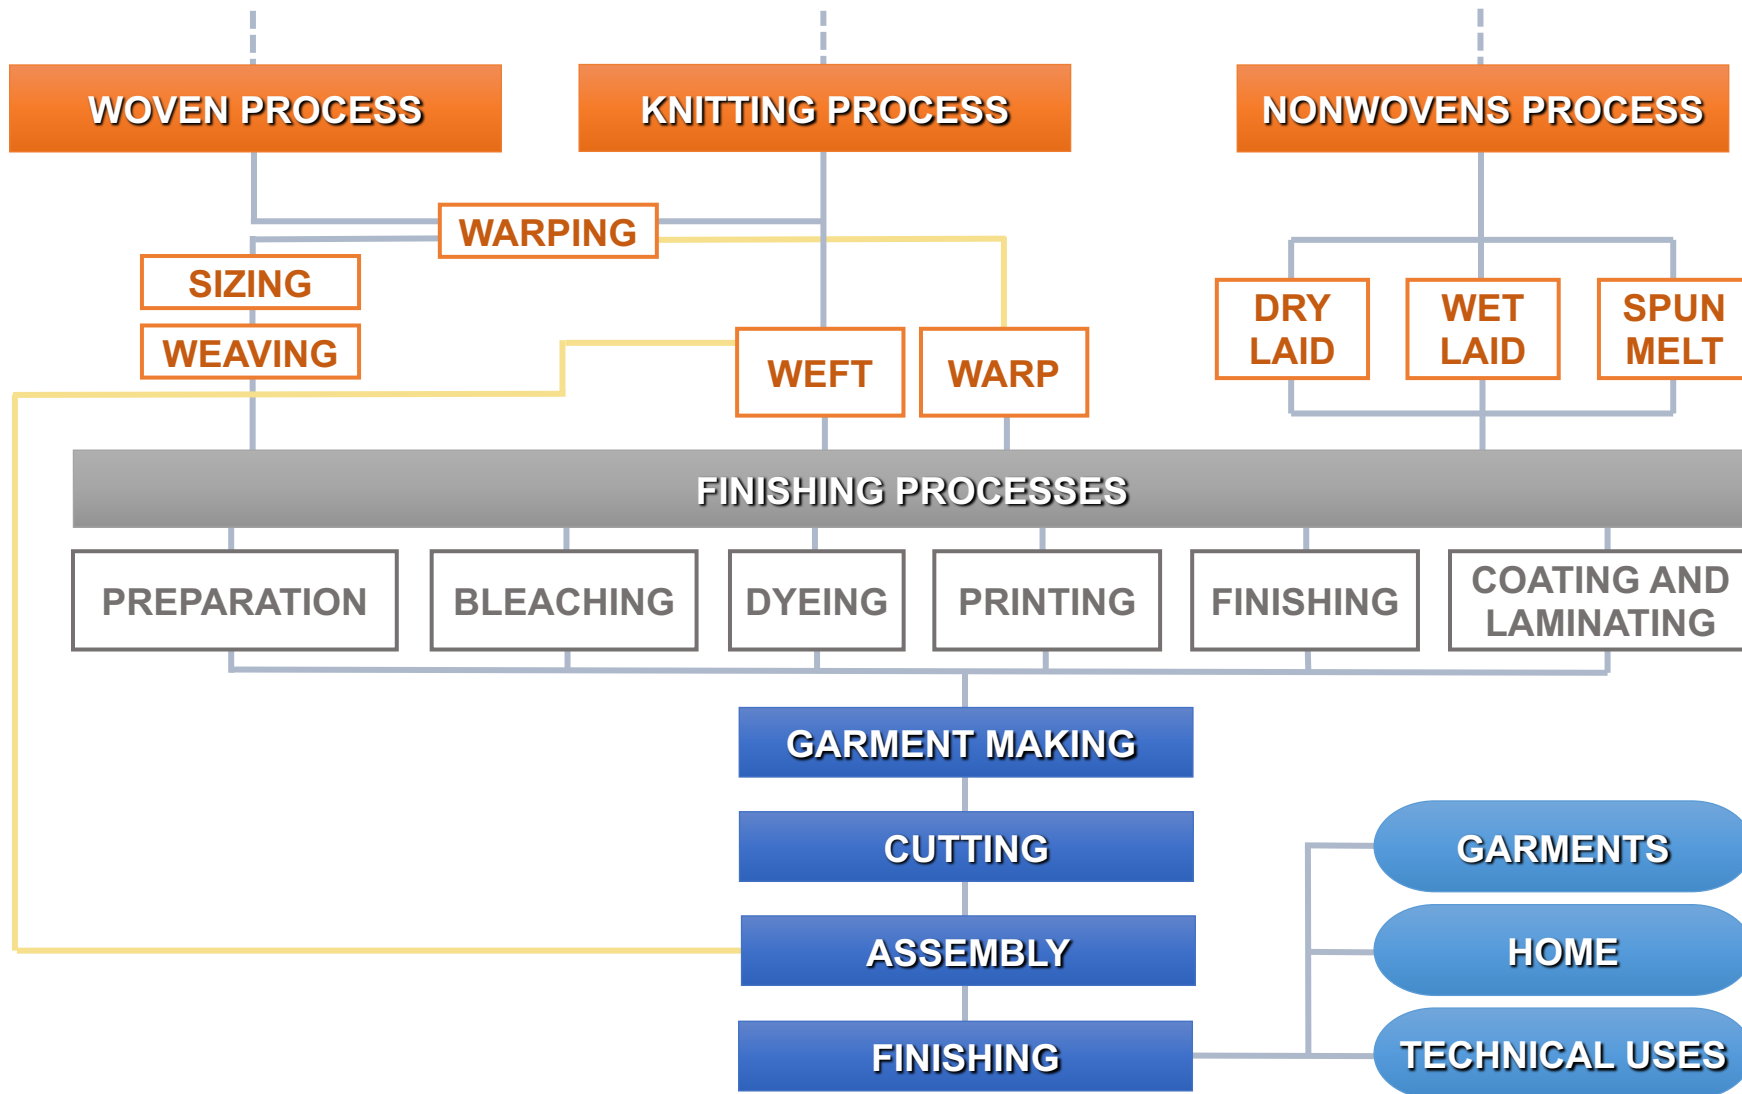 WOVEN PROCESS
KNITTING PROCESS
NONWOVENS PROCESS
WARPING
SIZING
WEAVING
WEFT
WARP
DRY
LAID
WET
LAID
SPUN
MELT
FINISHING PROCESSES
PREPARATION
BLEACHING
DYEING
PRINTING
FINISHING
COATING AND
LAMINATING
GARMENT MAKING
CUTTING
ASSEMBLY
FINISHING
GARMENTS
HOME
TECHNICAL USES